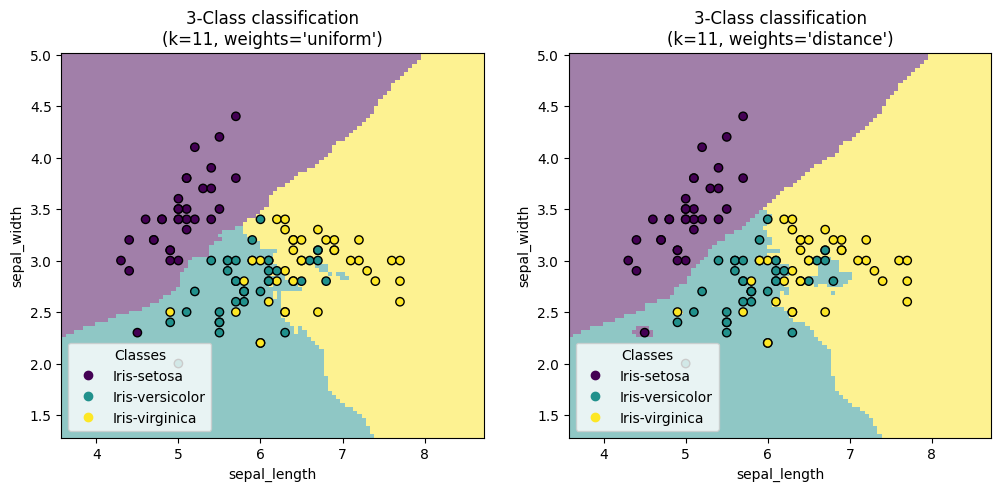 3-Class classification
(k=11, weights='uniform')
5.0
4.5
4.0
3.5
3.0
2.5
2.0
1.5
sepal_width
Classes
Iris-setosa
Iris-versicolor
Iris-virginica
4 5 6 7 8
sepal_length
3-Class classification
(k=11, weights='distance')
5.0
4.5
4.0
3.5
3.0
2.5
2.0
1.5
sepal_width
Classes
Iris-setosa
Iris-versicolor
Iris-virginica
4 5 6 7 8
sepal_length